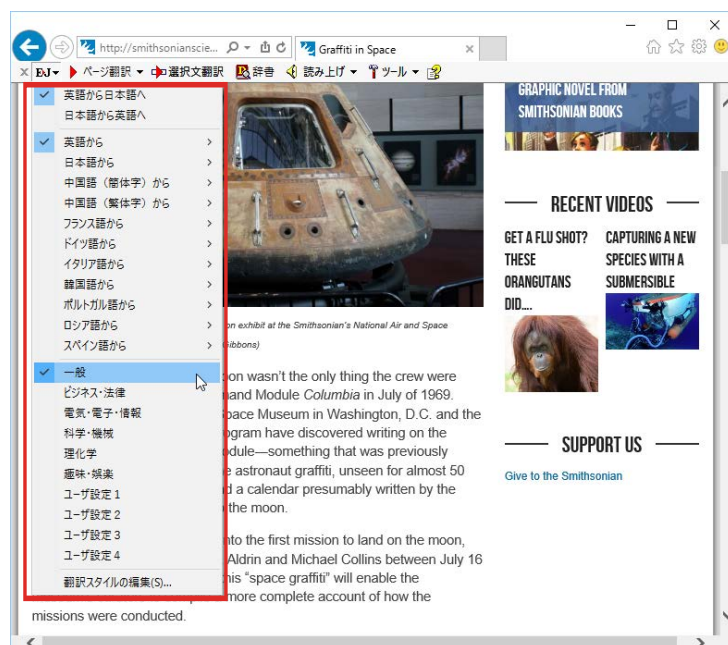 http://smithsonianscie...
Graffiti in Space
EJ ページ翻訳 選択文翻訳 辞書 読み上げ ツール
英語から日本語へ
日本語から英語へ
英語から
日本語から
中国語（簡体字）から
中国語（繁体字）から
フランス語から
ドイツ語から
イタリア語から
韓国語から
ポルトガル語から
ロシア語から
スペイン語から
一般
ビジネス・法律
電気・電子・情報
科学・機械
理化学
趣味・娯楽
ユーザ設定 1
ユーザ設定 2
ユーザ設定 3
ユーザ設定 4
翻訳スタイルの編集(S)...
on exhibit at the Smithsonian's National Air and Space
Gibbons)
on wasn't the only thing the crew were
mand Module Columbia in July of 1969.
pace Museum in Washington, D.C. and the
ogram have discovered writing on the
odule—something that was previously
e astronaut graffiti, unseen for almost 50
d a calendar presumably written by the
the moon.
nto the first mission to land on the moon,
Aldrin and Michael Collins between July 16
his “space graffiti” will enable the
more complete account of how the
missions were conducted.
GRAPHIC NOVEL FROM
SMITHSONIAN BOOKS
RECENT VIDEOS
GET A FLU SHOT?
THESE
ORANGUTANS
DID....
CAPTURING A NEW
SPECIES WITH A
SUBMERSIBLE
SUPPORT US
Give to the Smithsonian